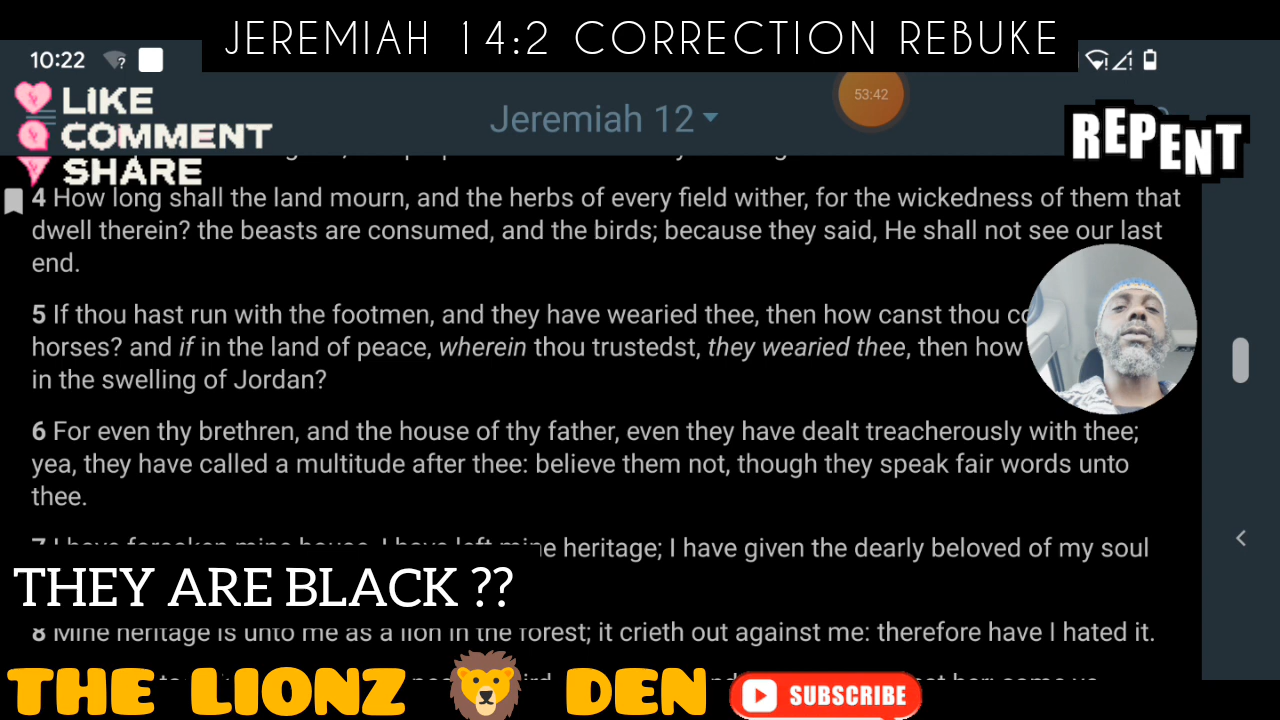 JEREMIAH 14:2 CORRECTION REBUKE
10:22
LIKE
COMMENT
SHARE
Jeremiah 12
53:42
REPENT
4 How long shall the land mourn, and the herbs of every field wither, for the wickedness of them that
dwell therein? the beasts are consumed, and the birds; because they said, He shall not see our last
end.
5 If thou hast run with the footmen, and they have wearied thee, then how canst thou
horses? and if in the land of peace, wherein thou trustedst, they wearied thee, then how
in the swelling of Jordan?
6 For even thy brethren, and the house of thy father, even they have dealt treacherously with thee;
yea, they have called a multitude after thee: believe them not, though they speak fair words unto
thee.
7 I have forsaken mine house, I have left mine heritage; I have given the dearly beloved of my soul
THEY ARE BLACK ??
8 Mine heritage is unto me as a lion in the forest; it crieth out against me: therefore have I hated it.
THE LIONZ DEN
SUBSCRIBE